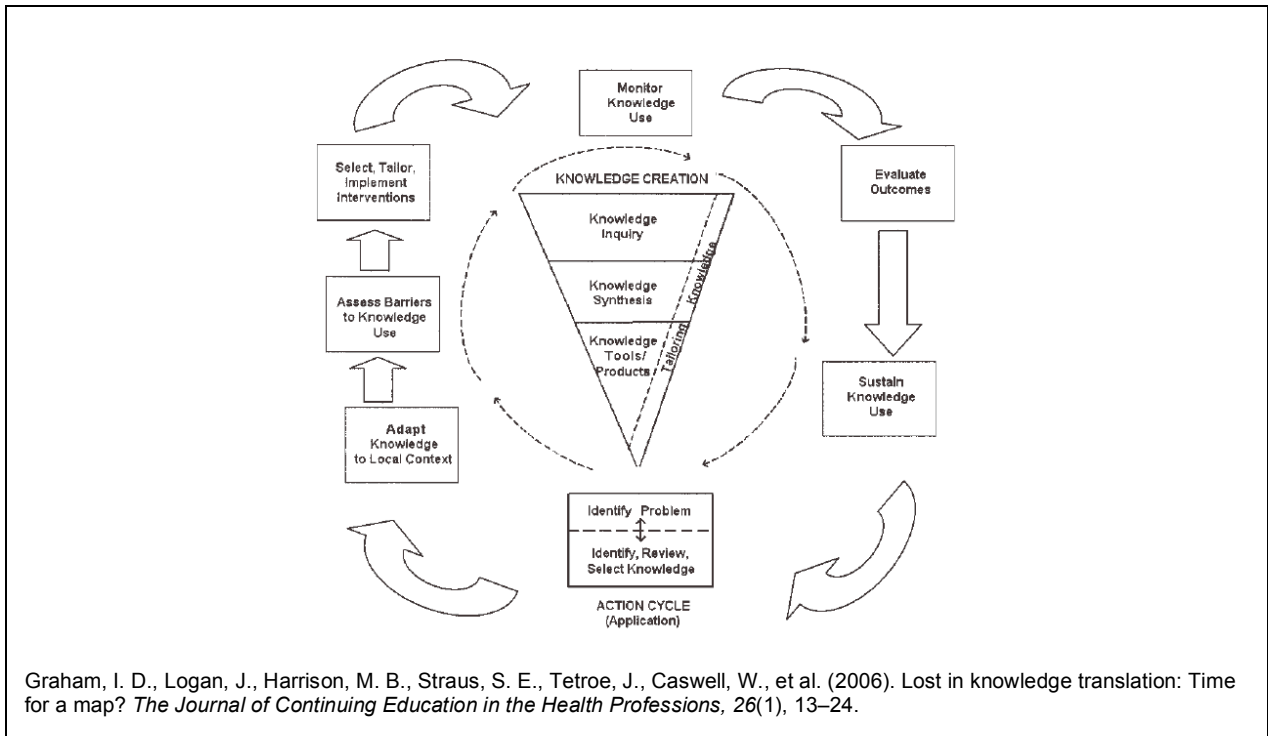 Monitor
Knowledge
Use
Select, Tailor,
Implement
Interventions
Evaluate
Outcomes
KNOWLEDGE CREATION
Knowledge
Inquiry
Knowledge
Synthesis
Knowledge
Tools/
Products
Tailoring Knowledge
Assess Barriers
to Knowledge
Use
Sustain
Knowledge
Use
Adapt
Knowledge
to Local Context
Identify Problem
Identify, Review,
Select Knowledge
ACTION CYCLE
(Application)
Graham, I. D., Logan, J., Harrison, M. B., Straus, S. E., Tetroe, J., Caswell, W., et al. (2006). Lost in knowledge translation: Time
for a map? The Journal of Continuing Education in the Health Professions, 26(1), 13–24.